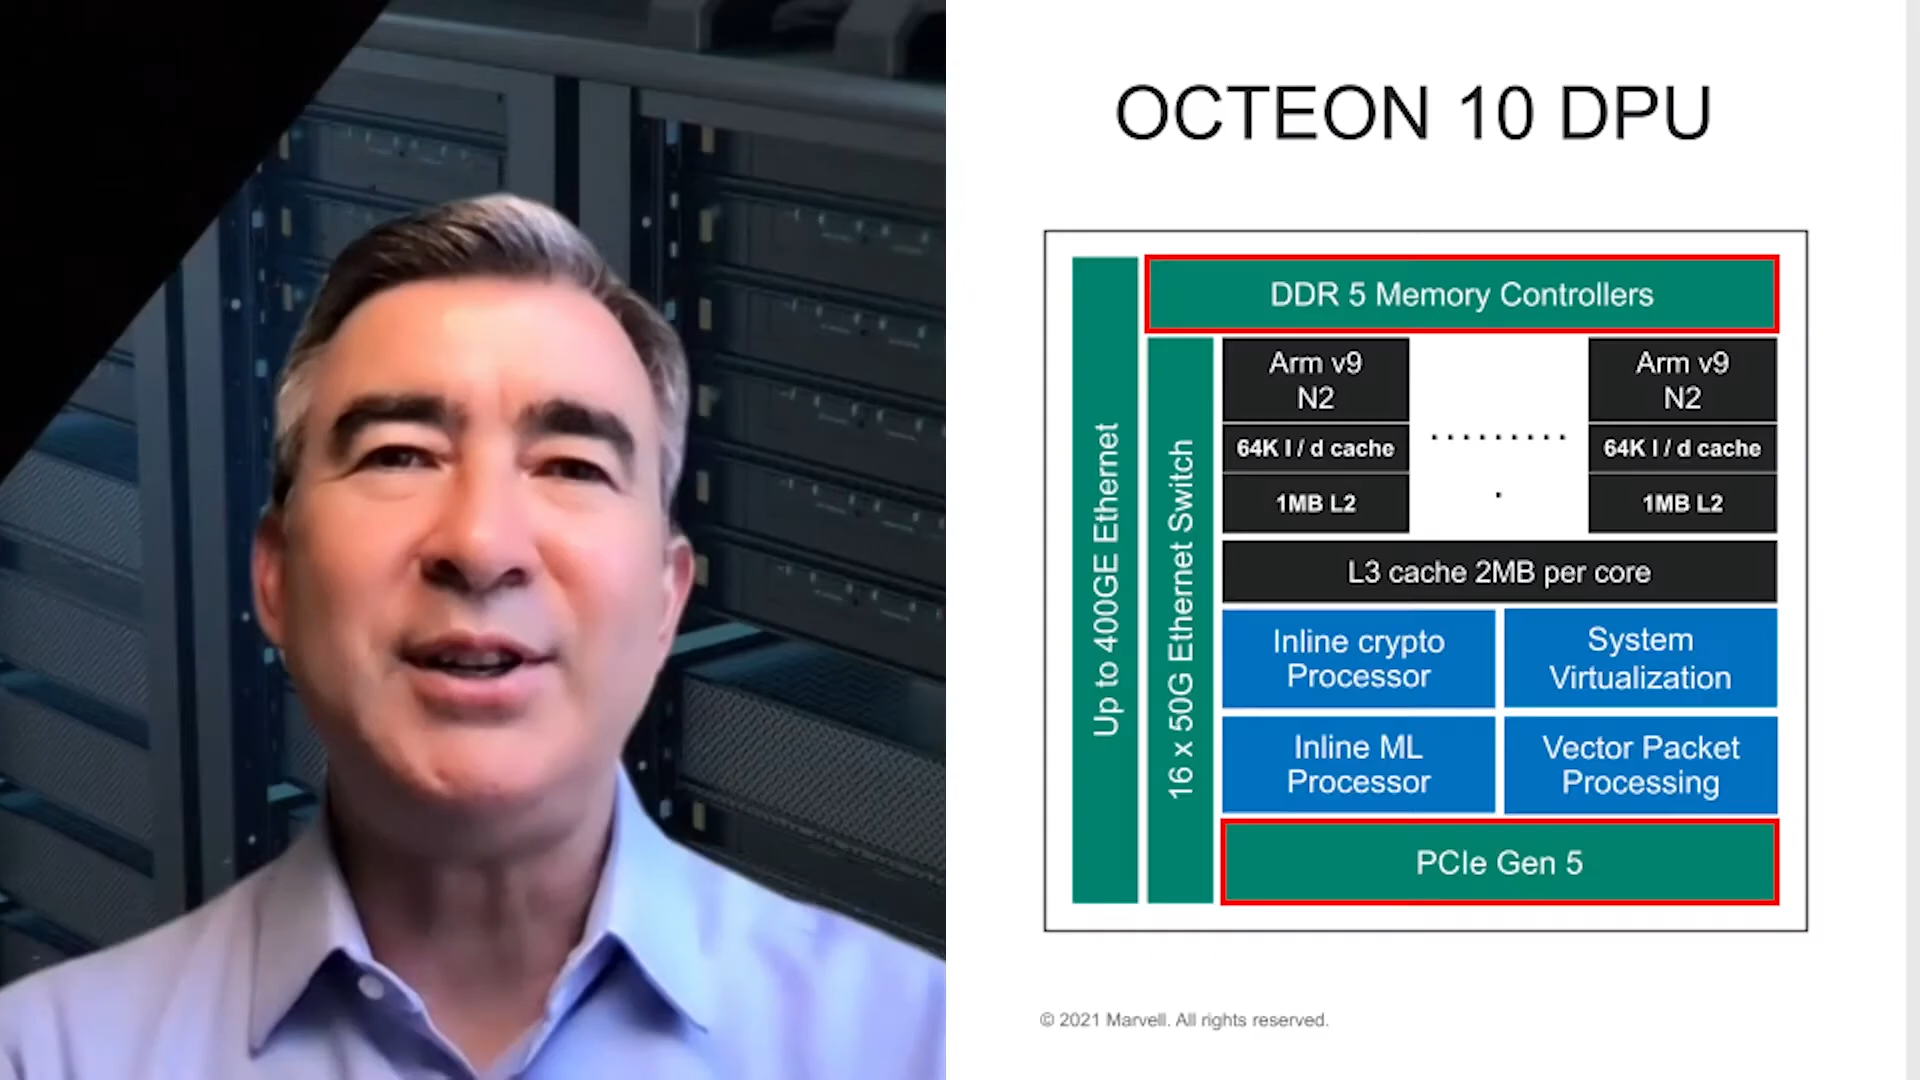 OCTEON 10 DPU
DDR 5 Memory Controllers
Up to 400GE Ethernet
16 x 50G Ethernet Switch
Arm v9
N2
64K I / d cache
1MB L2
Arm v9
N2
64K I / d cache
1MB L2
L3 cache 2MB per core
Inline crypto
Processor
System
Virtualization
Inline ML
Processor
Vector Packet
Processing
PCIe Gen 5
© 2021 Marvell. All rights reserved.